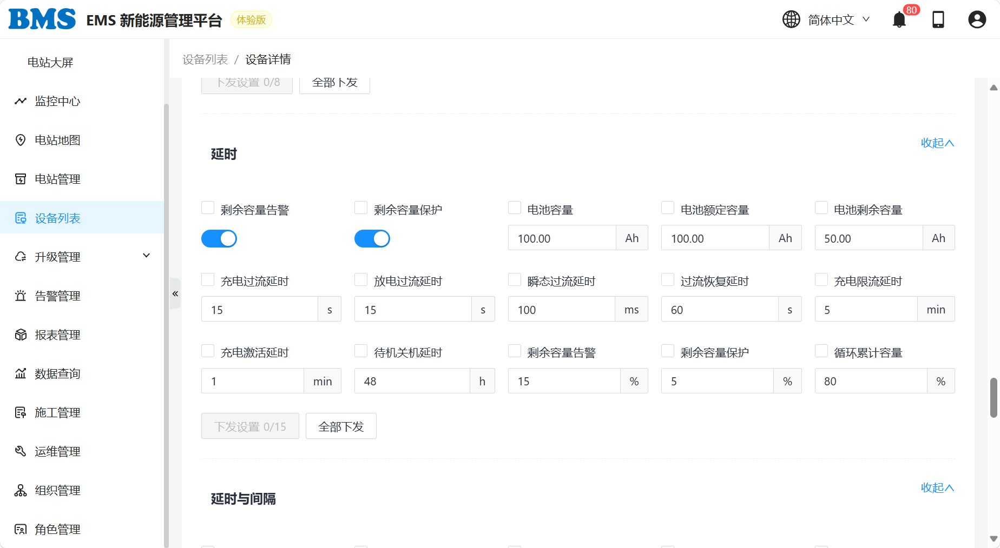 BMS EMS 新能源管理平台 体验版 简体中文 80
电站大屏
监控中心
电站地图
电站管理
设备列表
升级管理
告警管理
报表管理
数据查询
施工管理
运维管理
组织管理
角色管理
设备列表 / 设备详情
下发设置 0/8 全部下发
延时 收起
剩余容量告警 剩余容量保护 电池容量 电池额定容量 电池剩余容量
100.00 Ah 100.00 Ah 50.00 Ah
充电过流延时 放电过流延时 瞬态过流延时 过流恢复延时 充电限流延时
15 s 15 s 100 ms 60 s 5 min
充电激活延时 待机关机延时 剩余容量告警 剩余容量保护 循环累计容量
1 min 48 h 15 % 5 % 80 %
下发设置 0/15 全部下发
延时与间隔 收起